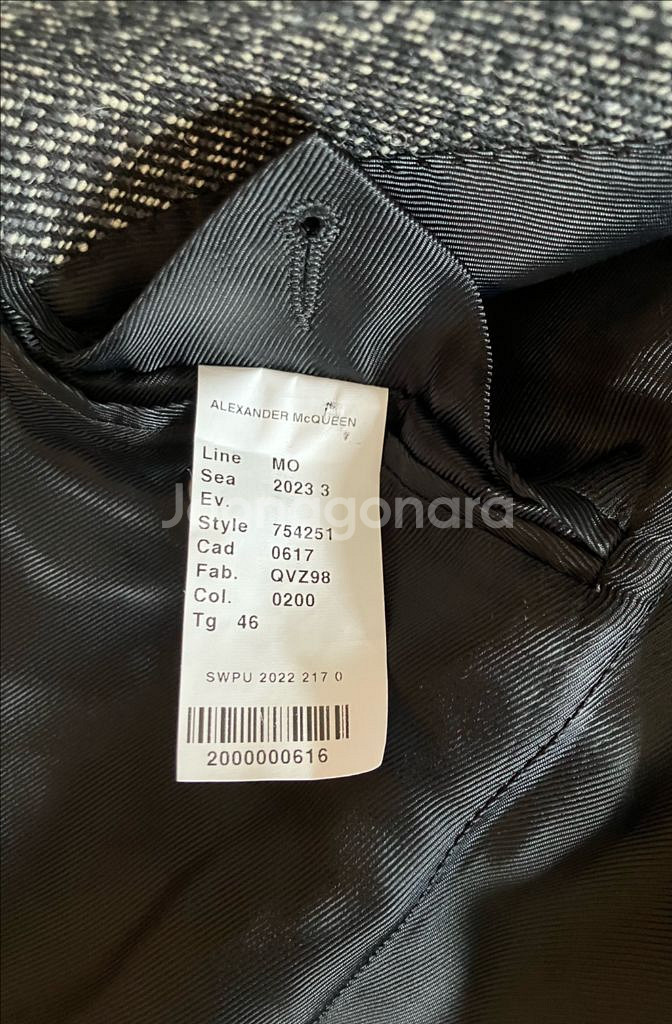 ALEXANDER McQUEEN
Line MO
Sea 2023 3
Ev.
Style 754251
Cad 0617
Fab. QVZ98
Col. 0200
Tg 46
SWPU 2022 217 0
2000000616